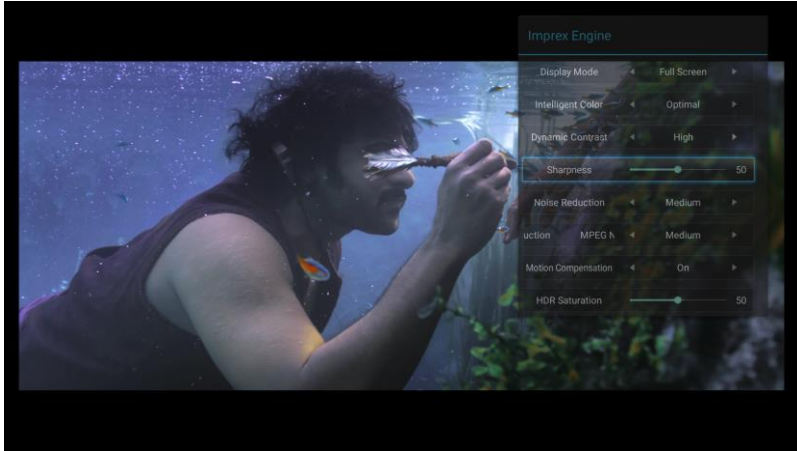 Imprex Engine
Display Mode Full Screen
Intelligent Color Optimal
Dynamic Contrast High
Sharpness 50
Noise Reduction Medium
uction MPEG N Medium
Motion Compensation On
HDR Saturation 50